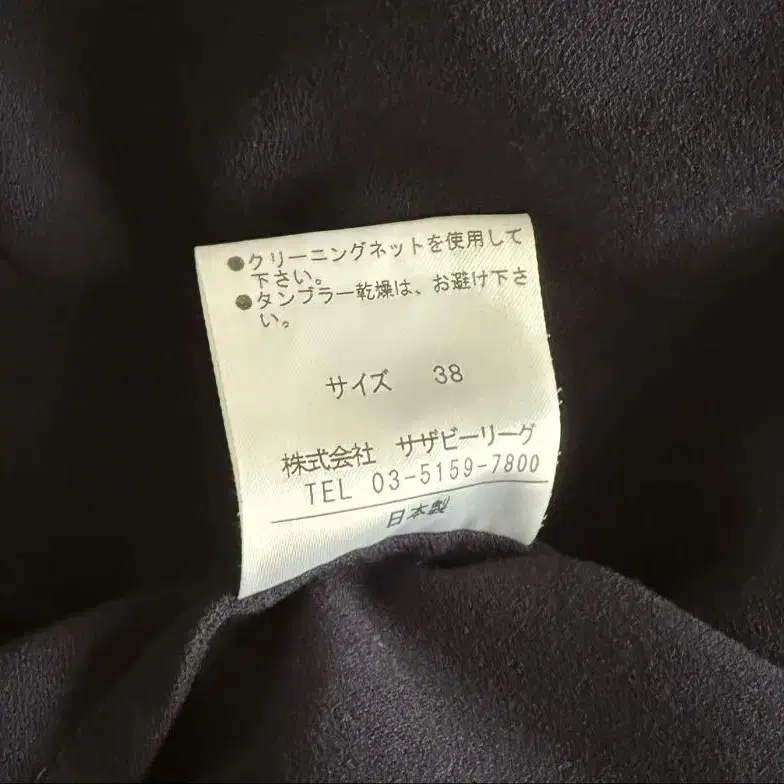 ●クリーニングネットを使用して
下さい。
●タンブラー乾燥は、お避け下さ
い。
サイズ 38
株式会社 サザビーリーグ
TEL 03-5159-7800
日本製